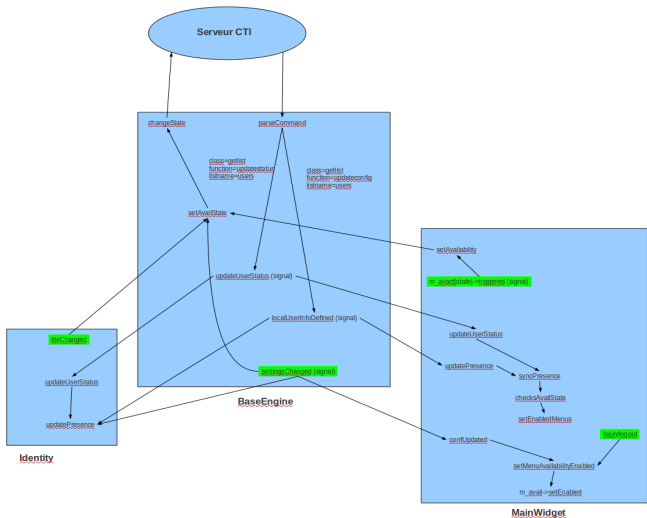 Serveur CTI
changeState
parseCommand
class=getlist
function=updatestatus
listname=users
class=getlist
function=updateconfig
listname=users
setAvailState
setAvailability
updateUserStatus (signal)
m_avact[state]->triggered (signal)
localUserInfoDefined (signal)
updateUserStatus
idxChanged
updatePresence
syncPresence
settingsChanged (signal)
updateUserStatus
checksAvailState
BaseEngine
setEnabledMenus
updatePresence
confUpdated
Identity
setMenuAvailabilityEnabled
m_avail->setEnabled
MainWidget